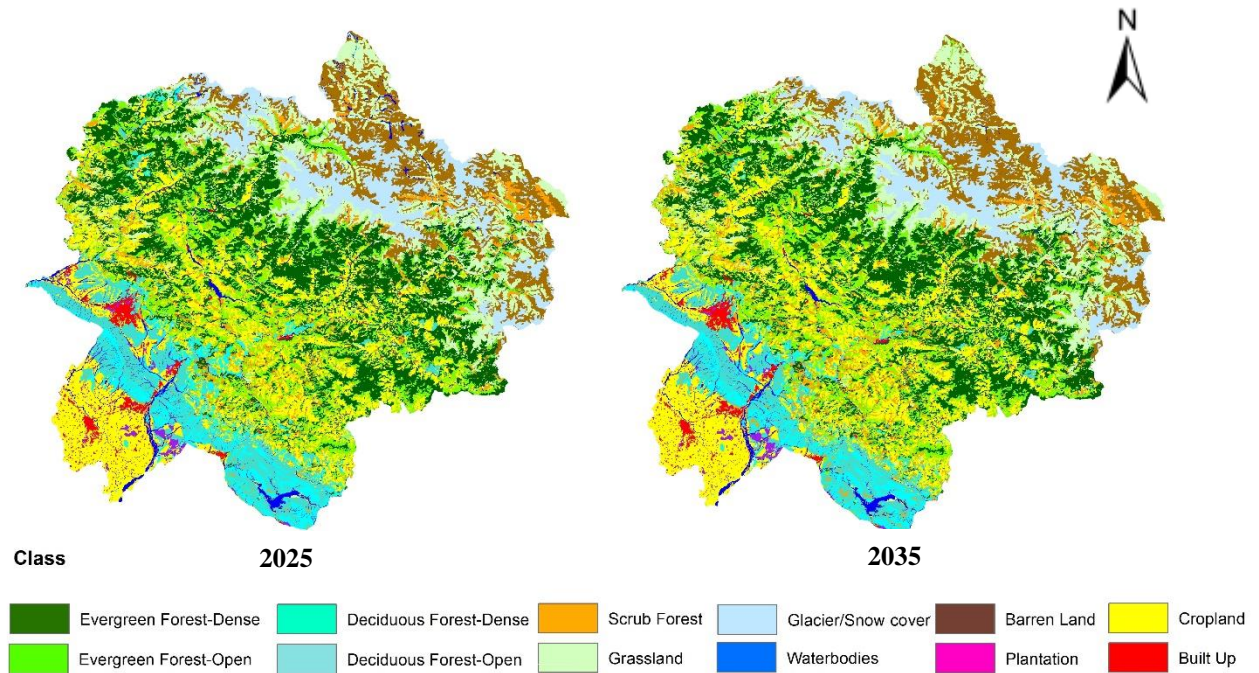 N
2025
2035
Class
Evergreen Forest-Dense
Deciduous Forest-Dense
Scrub Forest
Glacier/Snow cover
Barren Land
Cropland
Evergreen Forest-Open
Deciduous Forest-Open
Grassland
Waterbodies
Plantation
Built Up